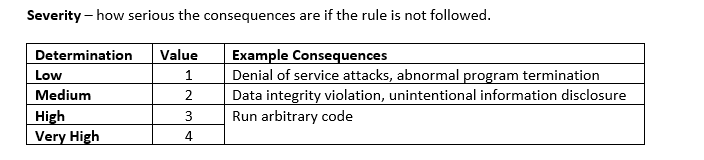 Severity – how serious the consequences are if the rule is not followed.
Determination Value Example Consequences
Low 1 Denial of service attacks, abnormal program termination
Medium 2 Data integrity violation, unintentional information disclosure
High 3 Run arbitrary code
Very High 4